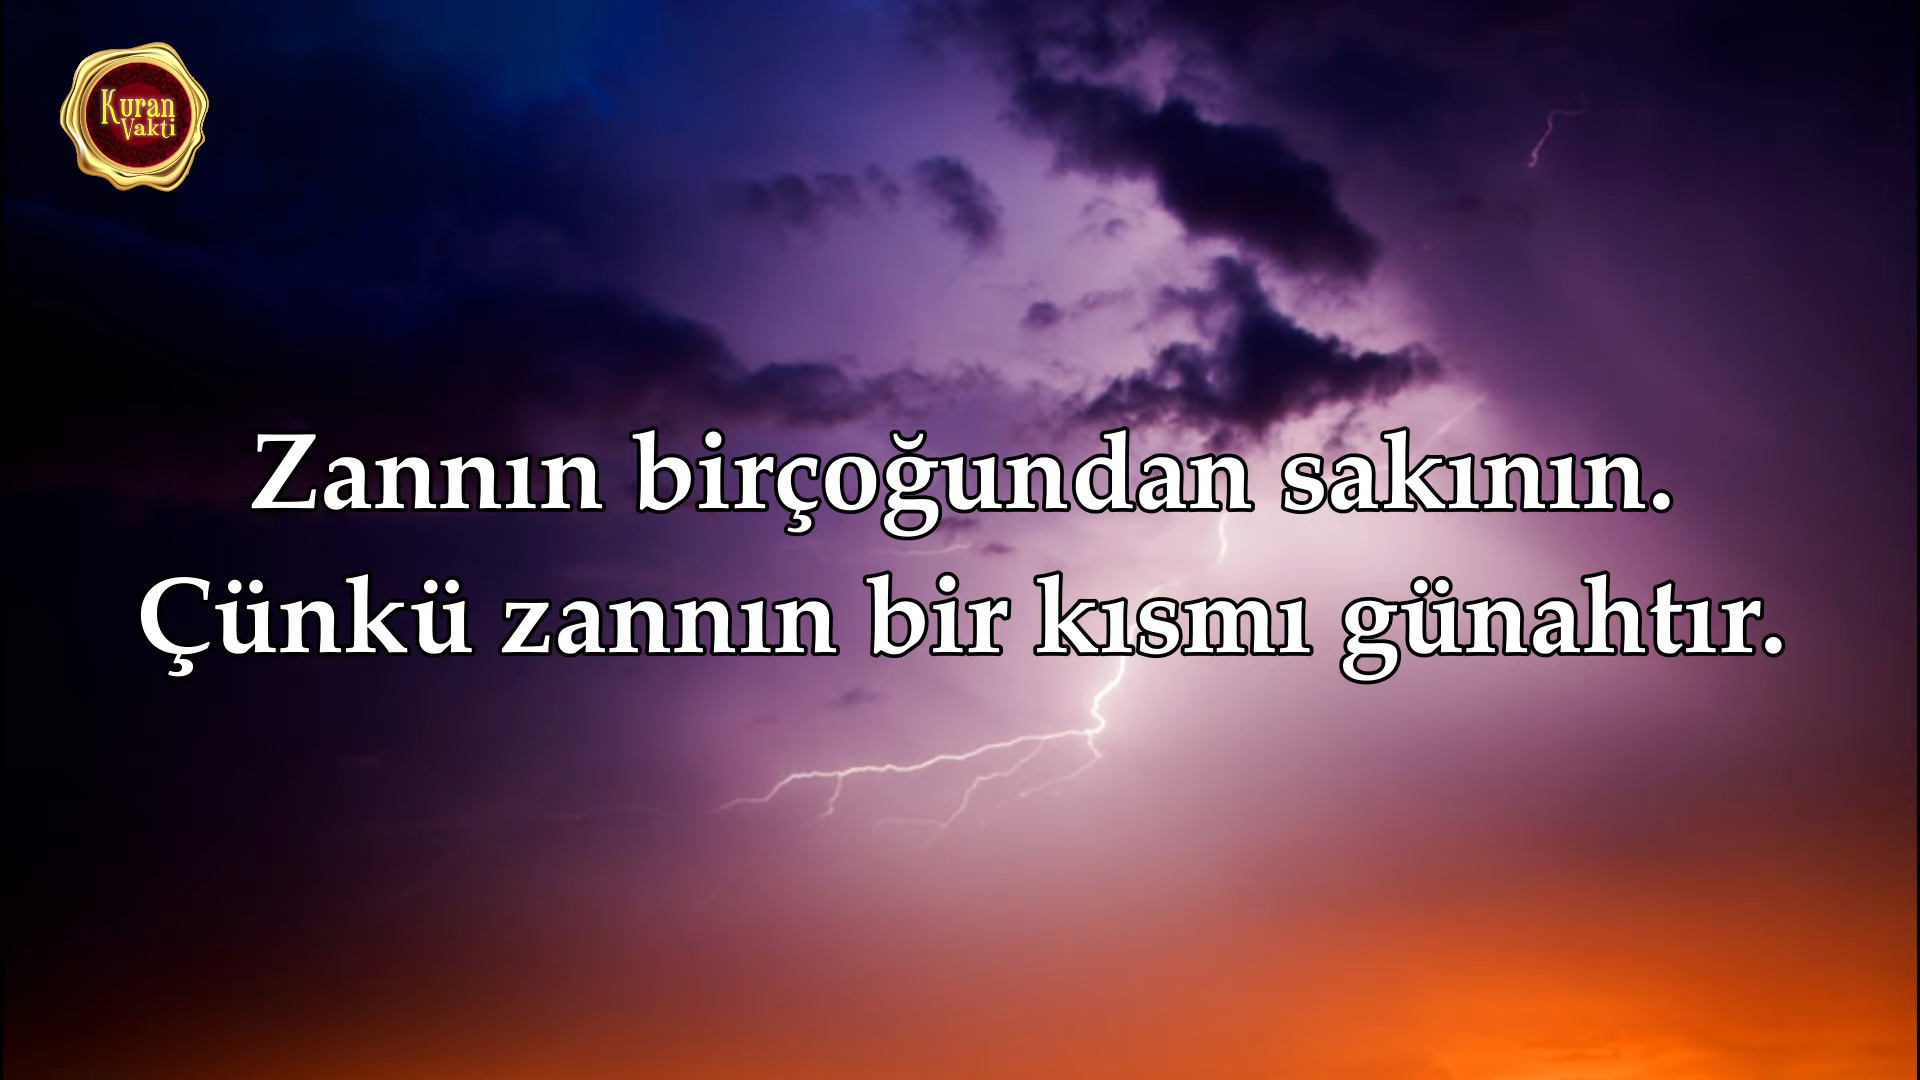 Kuran
Vakti
Zannın birçoğundan sakının.
Çünkü zannın bir kısmı günahtır.